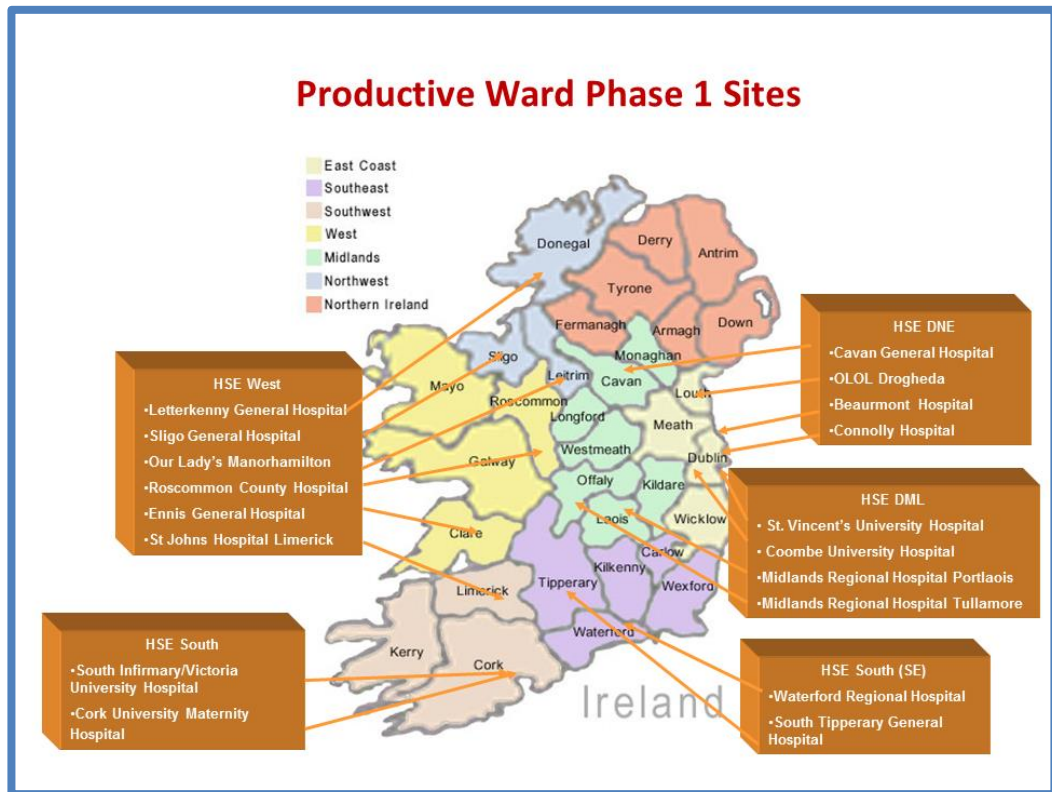 Productive Ward Phase 1 Sites
East Coast
Southeast
Southwest
West
Midlands
Northwest
Northern Ireland
Donegal
Derry
Antrim
Tyrone
Fermanagh
Armagh
Down
Monaghan
Sligo
Leitrim
Cavan
Louth
Mayo
Roscommon
Longford
Meath
Westmeath
Galway
Dublin
Offaly
Kildare
Laois
Wicklow
Clare
Carlow
Kilkenny
Tipperary
Wexford
Limerick
Waterford
Kerry
Cork
Ireland
HSE West
•Letterkenny General Hospital
•Sligo General Hospital
•Our Lady's Manorhamilton
•Roscommon County Hospital
•Ennis General Hospital
•St Johns Hospital Limerick
HSE DNE
•Cavan General Hospital
•OLOL Drogheda
•Beaurmont Hospital
•Connolly Hospital
HSE DML
• St. Vincent's University Hospital
• Coombe University Hospital
•Midlands Regional Hospital Portlaois
•Midlands Regional Hospital Tullamore
HSE South
•South Infirmary/Victoria
University Hospital
•Cork University Maternity
Hospital
HSE South (SE)
•Waterford Regional Hospital
•South Tipperary General
Hospital